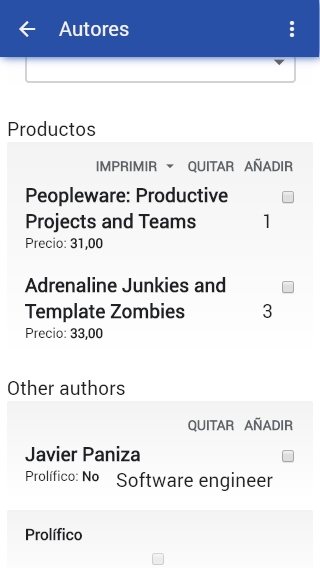 Autores
Productos
IMPRIMIR QUITAR AÑADIR
Peopleware: Productive
Projects and Teams 1
Precio: 31,00
Adrenaline Junkies and
Template Zombies 3
Precio: 33,00
Other authors
QUITAR AÑADIR
Javier Paniza
Prolífico: No Software engineer
Prolífico